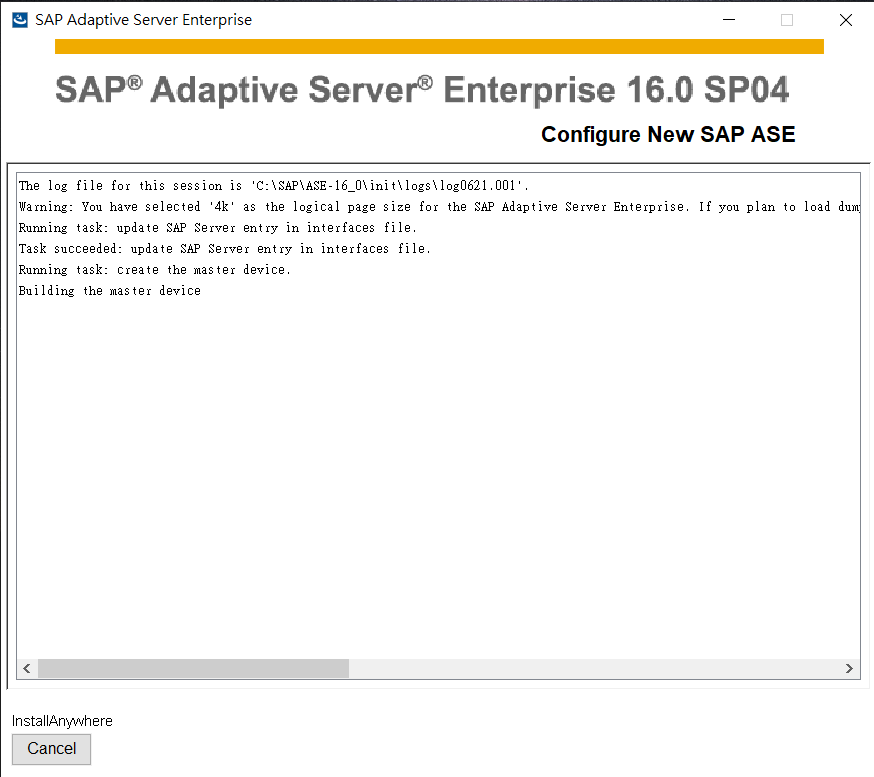 SAP Adaptive Server Enterprise
SAP® Adaptive Server® Enterprise 16.0 SP04
Configure New SAP ASE
The log file for this session is 'C:\SAP\ASE-16_0\init\logs\log0621.001'.
Warning: You have selected '4k' as the logical page size for the SAP Adaptive Server Enterprise. If you plan to load
Running task: update SAP Server entry in interfaces file.
Task succeeded: update SAP Server entry in interfaces file.
Running task: create the master device.
Building the master device
InstallAnywhere
Cancel